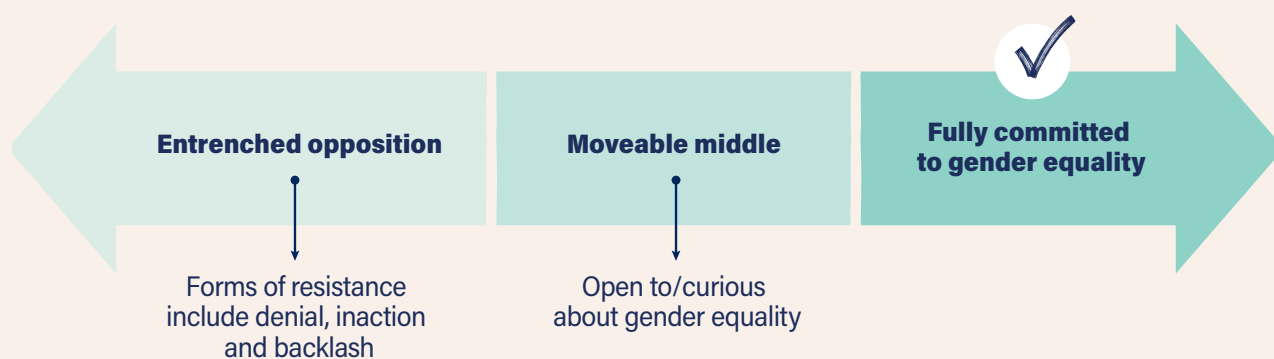 Entrenched opposition
Forms of resistance
include denial, inaction
and backlash
Moveable middle
Open to/curious
about gender equality
Fully committed
to gender equality